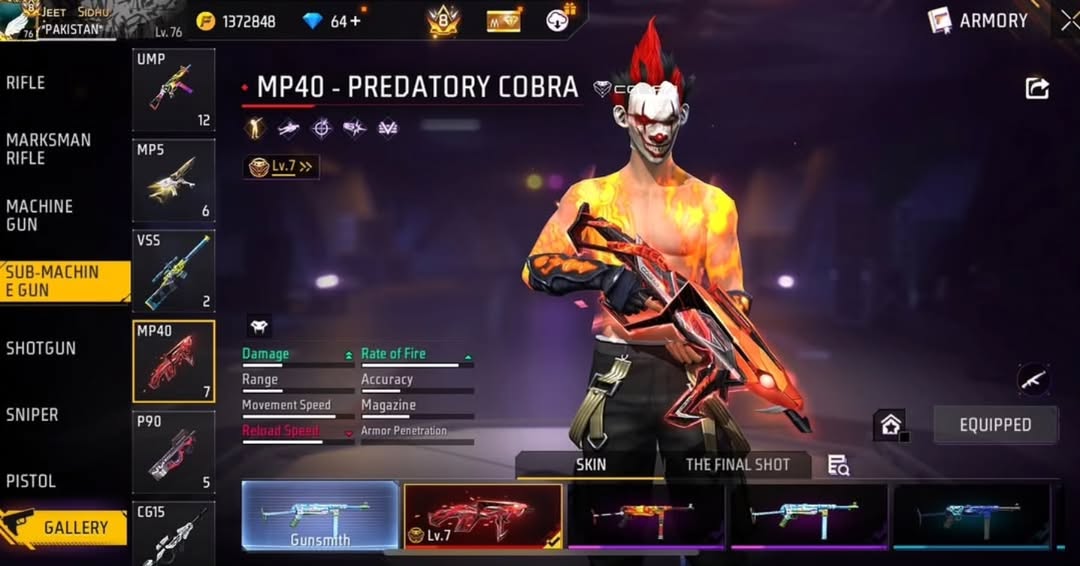 JEET SIDHU
*PAKISTAN*
76
Lv. 76
1372848
64+
8
M
ARMORY
RIFLE
MARKSMAN
RIFLE
MACHINE
GUN
SUB-MACHIN
E GUN
SHOTGUN
SNIPER
PISTOL
GALLERY
UMP
12
MP5
6
VSS
2
MP40
7
P90
5
CG15
MP40 - PREDATORY COBRA
Lv.7 >>
Damage
Rate of Fire
Range
Accuracy
Movement Speed
Magazine
Reload Speed
Armor Penetration
EQUIPPED
SKIN
THE FINAL SHOT
Gunsmith
Lv.7